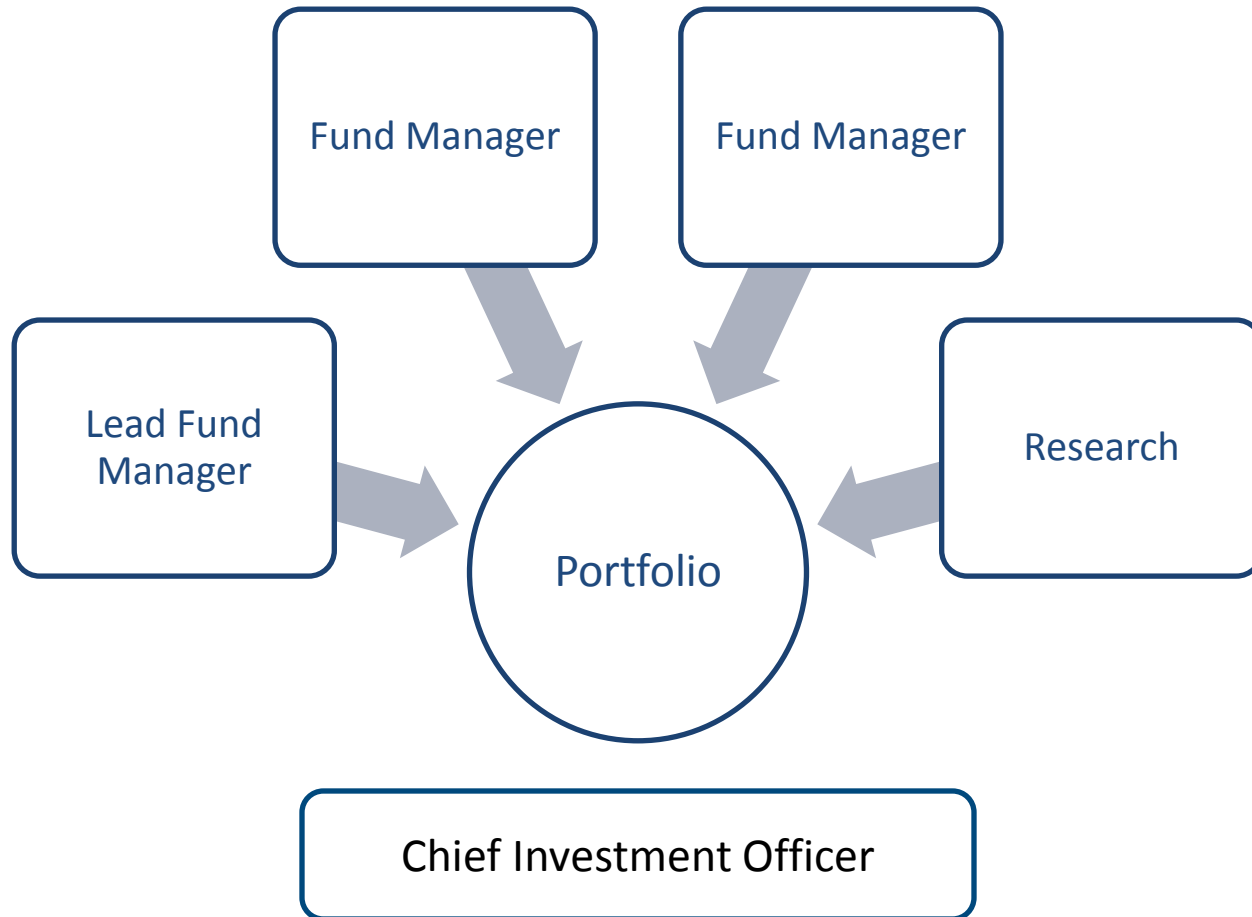 Fund Manager
Fund Manager
Lead Fund
Manager
Research
Portfolio
Chief Investment Officer